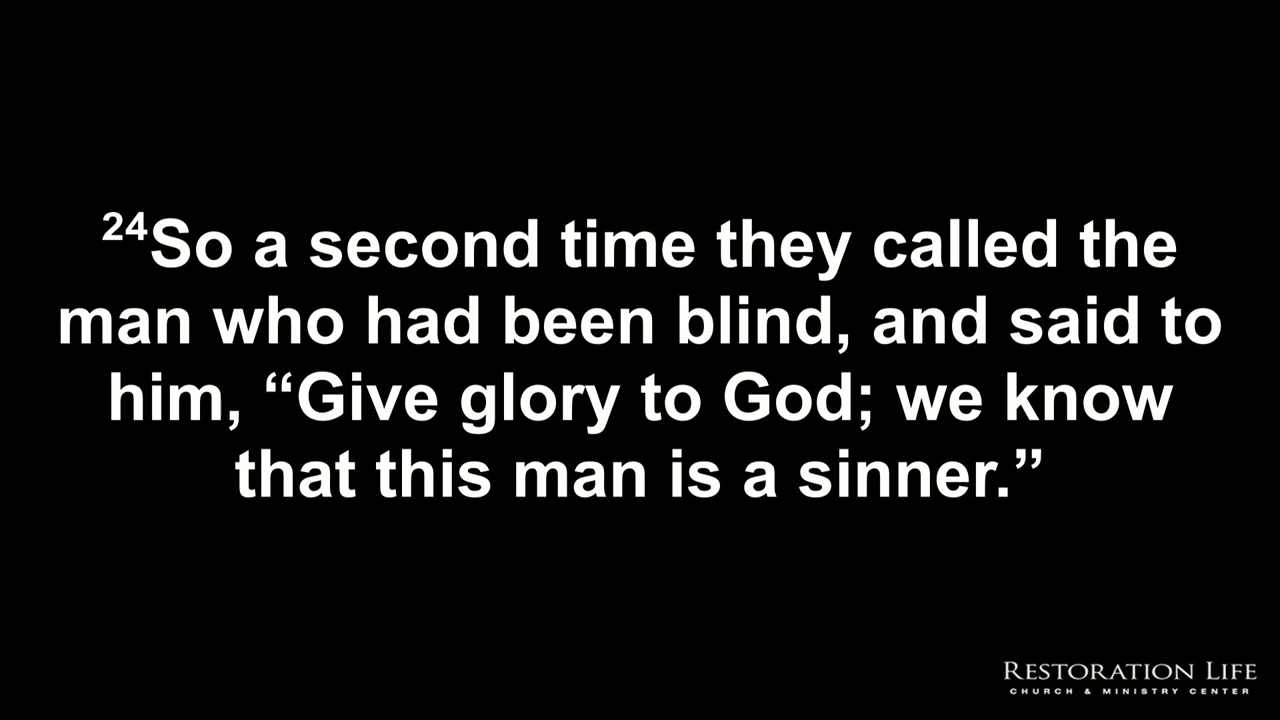 24So a second time they called the
man who had been blind, and said to
him, “Give glory to God; we know
that this man is a sinner.”
RESTORATION LIFE
CHURCH & MINISTRY CENTER